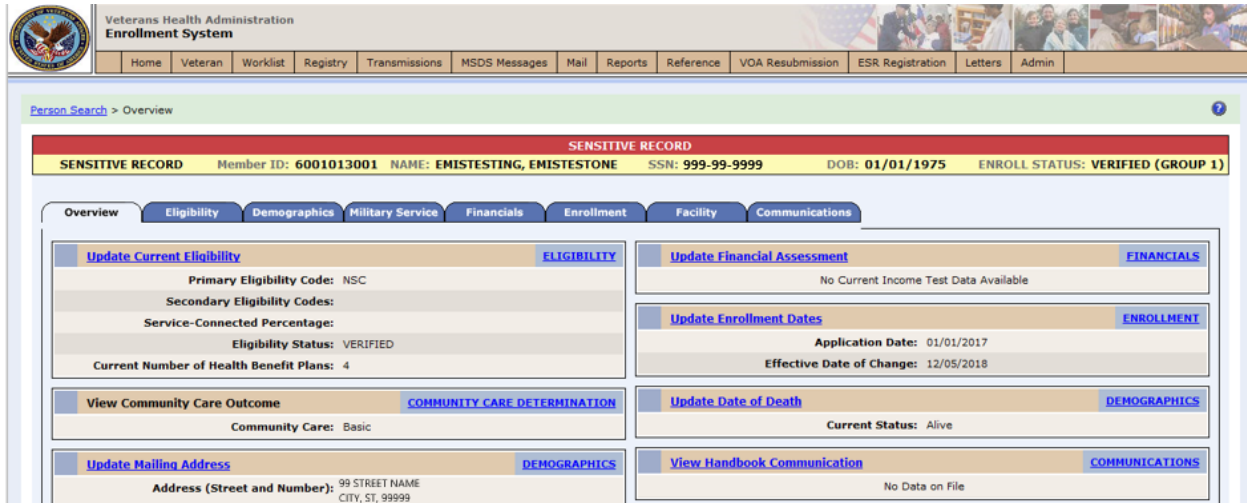 Veterans Health Administration
Enrollment System
Home Veteran Worklist Registry Transmissions MSDS Messages Mail Reports Reference VOA Resubmission ESR Registration Letters Admin
Person Search > Overview
?
SENSITIVE RECORD
SENSITIVE RECORD Member ID: 6001013001 NAME: EMISTESTING, EMISTESTONE SSN: 999-99-9999 DOB: 01/01/1975 ENROLL STATUS: VERIFIED (GROUP 1)
Overview Eligibility Demographics Military Service Financials Enrollment Facility Communications
Update Current Eligibility ELIGIBILITY
Primary Eligibility Code: NSC
Secondary Eligibility Codes:
Service-Connected Percentage:
Eligibility Status: VERIFIED
Current Number of Health Benefit Plans: 4
View Community Care Outcome COMMUNITY CARE DETERMINATION
Community Care: Basic
Update Mailing Address DEMOGRAPHICS
Address (Street and Number): 99 STREET NAME
CITY, ST, 99999
Update Financial Assessment FINANCIALS
No Current Income Test Data Available
Update Enrollment Dates ENROLLMENT
Application Date: 01/01/2017
Effective Date of Change: 12/05/2018
Update Date of Death DEMOGRAPHICS
Current Status: Alive
View Handbook Communication COMMUNICATIONS
No Data on File